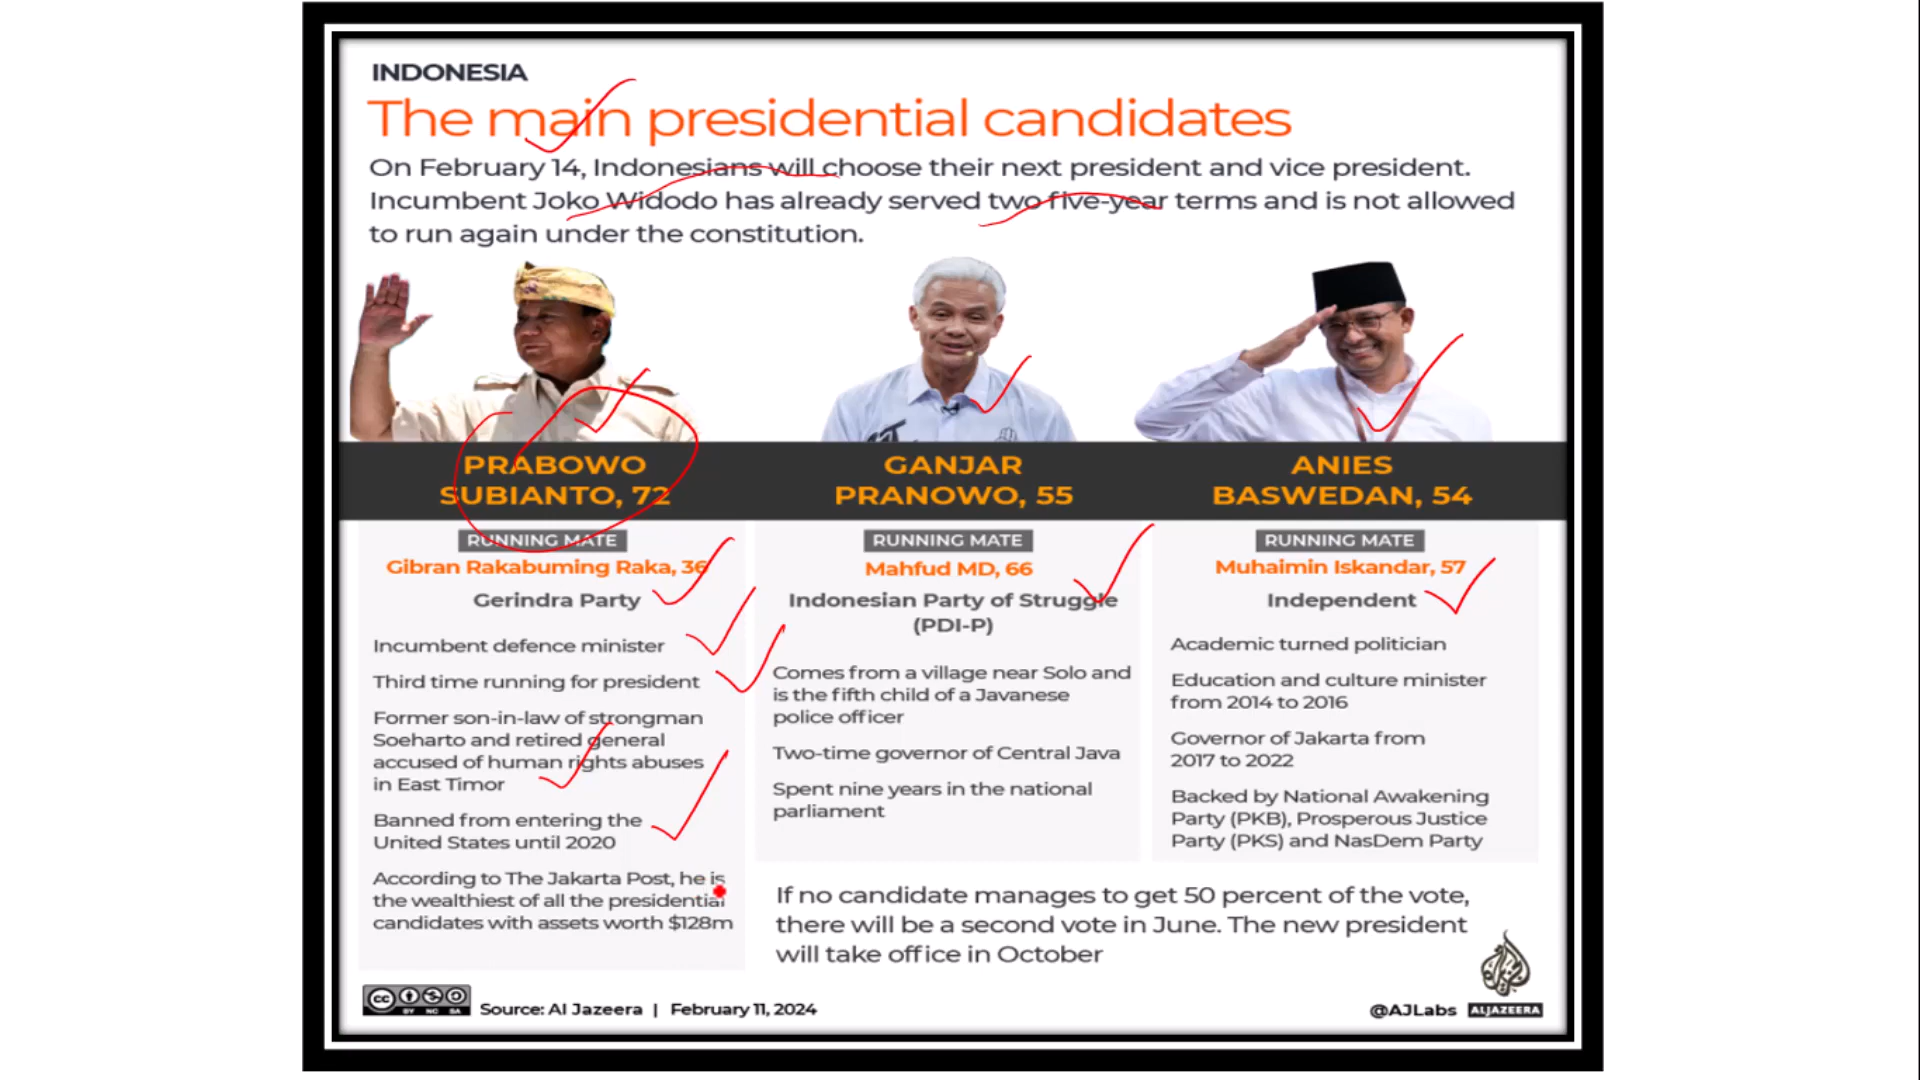 INDONESIA
The main presidential candidates
On February 14, Indonesians will choose their next president and vice president.
Incumbent Joko Widodo has already served two five-year terms and is not allowed
to run again under the constitution.
PRABOWO
SUBIANTO, 72
RUNNING MATE
Gibran Rakabuming Raka, 36
Gerindra Party
Incumbent defence minister
Third time running for president
Former son-in-law of strongman
Soeharto and retired general
accused of human rights abuses
in East Timor
Banned from entering the
United States until 2020
According to The Jakarta Post, he is
the wealthiest of all the presidential
candidates with assets worth $128m
GANJAR
PRANOWO, 55
RUNNING MATE
Mahfud MD, 66
Indonesian Party of Struggle
(PDI-P)
Comes from a village near Solo and
is the fifth child of a Javanese
police officer
Two-time governor of Central Java
Spent nine years in the national
parliament
ANIES
BASWEDAN, 54
RUNNING MATE
Muhaimin Iskandar, 57
Independent
Academic turned politician
Education and culture minister
from 2014 to 2016
Governor of Jakarta from
2017 to 2022
Backed by National Awakening
Party (PKB), Prosperous Justice
Party (PKS) and NasDem Party
If no candidate manages to get 50 percent of the vote,
there will be a second vote in June. The new president
will take office in October
cc BY NC SA
Source: Al Jazeera | February 11, 2024
@AJLabs ALJAZEERA